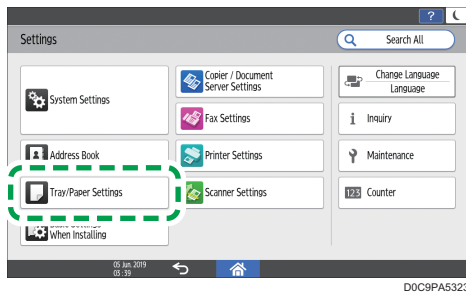 ?
Settings
Search All
System Settings
Copier / Document
Server Settings
Change Language
Language
Fax Settings
i Inquiry
Address Book
Printer Settings
Maintenance
Tray/Paper Settings
Scanner Settings
123 Counter
When Installing
05 Jun. 2019
03:39
D0C9PA5323